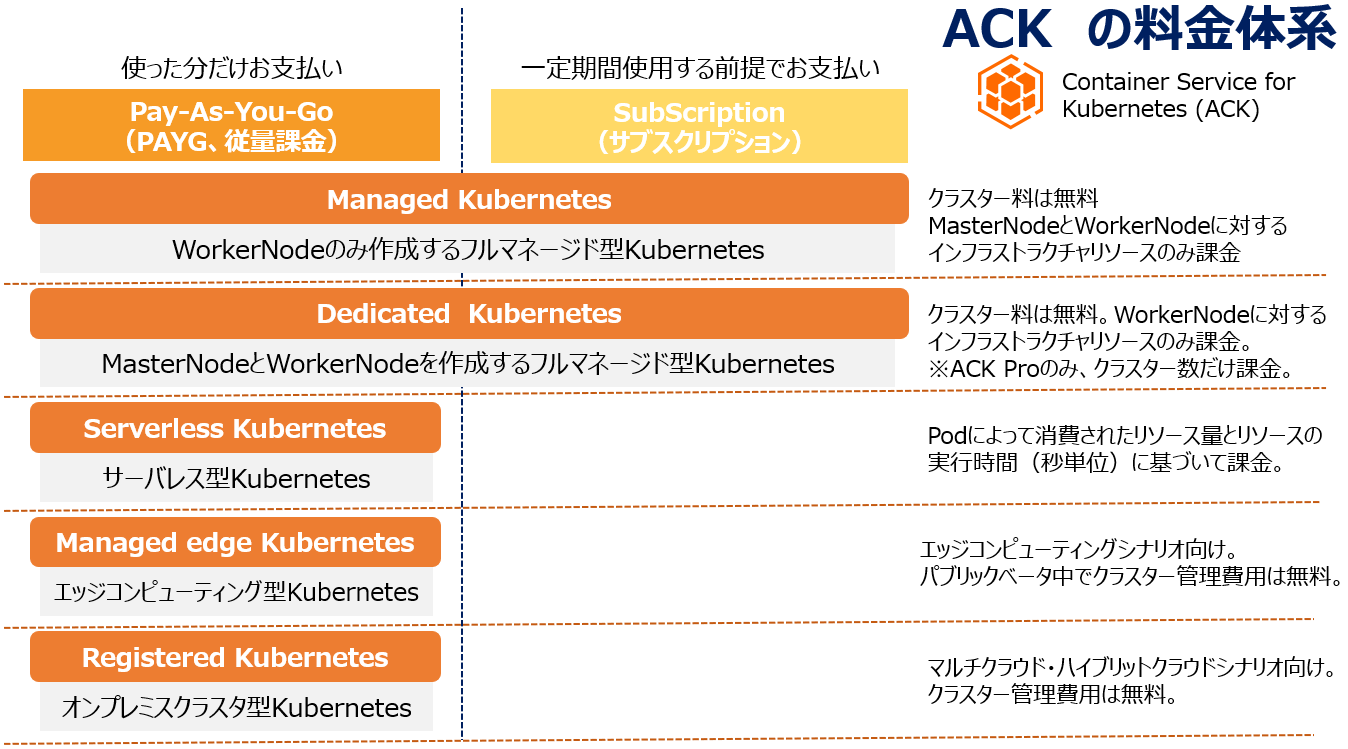 ACK の料金体系
Container Service for
Kubernetes (ACK)
使った分だけお支払い
一定期間使用する前提でお支払い
Pay-As-You-Go
（PAYG、従量課金）
SubScription
（サブスクリプション）
Managed Kubernetes
WorkerNodeのみ作成するフルマネージド型Kubernetes
クラスター料は無料
MasterNodeとWorkerNodeに対する
インフラストラクチャリソースのみ課金
Dedicated Kubernetes
MasterNodeとWorkerNodeを作成するフルマネージド型Kubernetes
クラスター料は無料。WorkerNodeに対する
インフラストラクチャリソースのみ課金。
※ACK Proのみ、クラスター数だけ課金。
Serverless Kubernetes
サーバレス型Kubernetes
Podによって消費されたリソース量とリソースの
実行時間（秒単位）に基づいて課金。
Managed edge Kubernetes
エッジコンピューティング型Kubernetes
エッジコンピューティングシナリオ向け。
パブリックベータ中でクラスター管理費用は無料。
Registered Kubernetes
オンプレミスクラスタ型Kubernetes
マルチクラウド・ハイブリットクラウドシナリオ向け。
クラスター管理費用は無料。